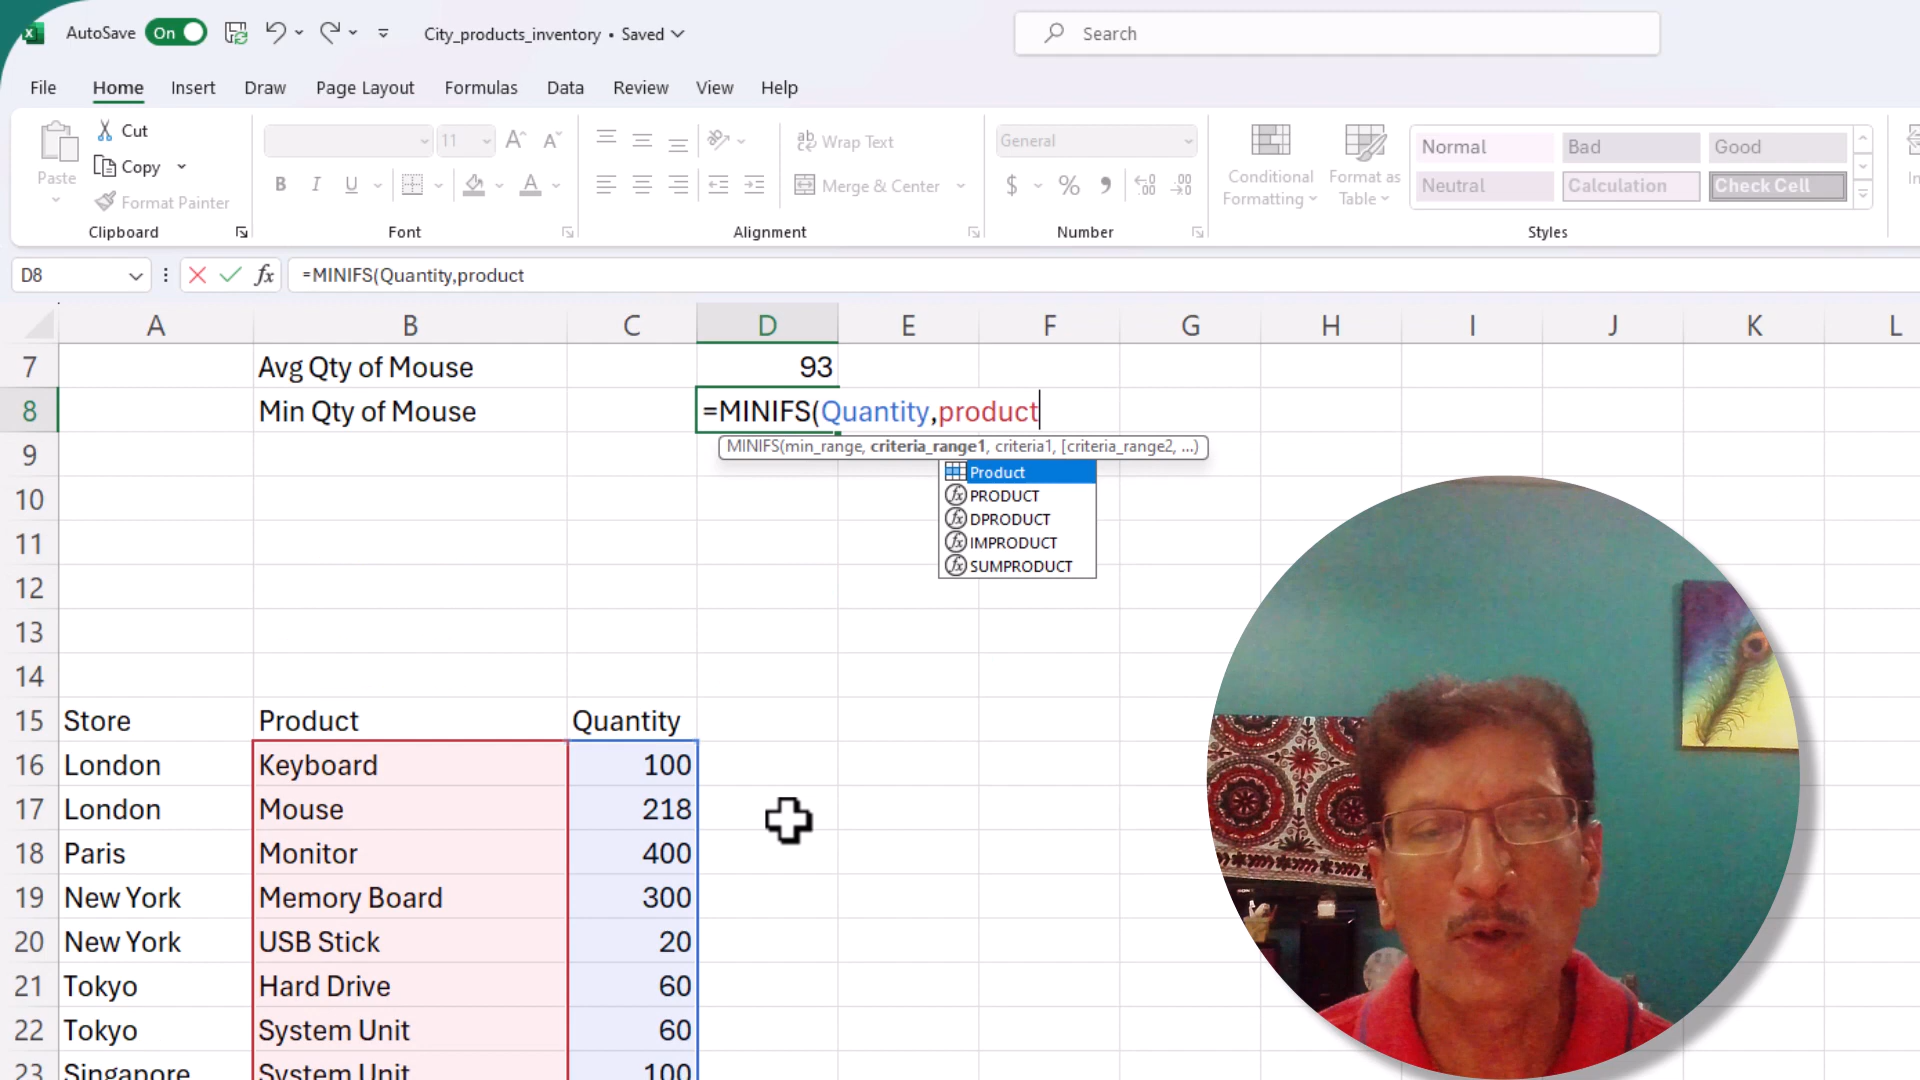 AutoSave On City_products_inventory • Saved Search
File Home Insert Draw Page Layout Formulas Data Review View Help
Paste Cut Copy Format Painter Clipboard
11 A A B I U A Font
ab Wrap Text Merge & Center Alignment
General $ % Number
Conditional Formatting Format as Table
Normal Bad Good
Neutral Calculation Check Cell
Styles
D8 fx =MINIFS(Quantity,product
A B C D E F G H I J K L
7 Avg Qty of Mouse 93
8 Min Qty of Mouse =MINIFS(Quantity,product
MINIFS(min_range, criteria_range1, criteria1, [criteria_range2, ...)
9
Product
10
PRODUCT
DPRODUCT
11
IMPRODUCT
SUMPRODUCT
12
13
14
15 Store Product Quantity
16 London Keyboard 100
17 London Mouse 218
18 Paris Monitor 400
19 New York Memory Board 300
20 New York USB Stick 20
21 Tokyo Hard Drive 60
22 Tokyo System Unit 60
23 Singapore System Unit 100